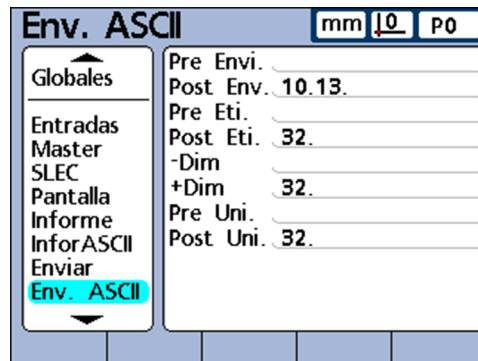 Env. ASCII
mm
0
P0
Globales
Entradas
Master
SLEC
Pantalla
Informe
InforASCII
Enviar
Env. ASCII
Pre Envi.
Post Env. 10.13.
Pre Eti.
Post Eti. 32.
-Dim
+Dim 32.
Pre Uni.
Post Uni. 32.